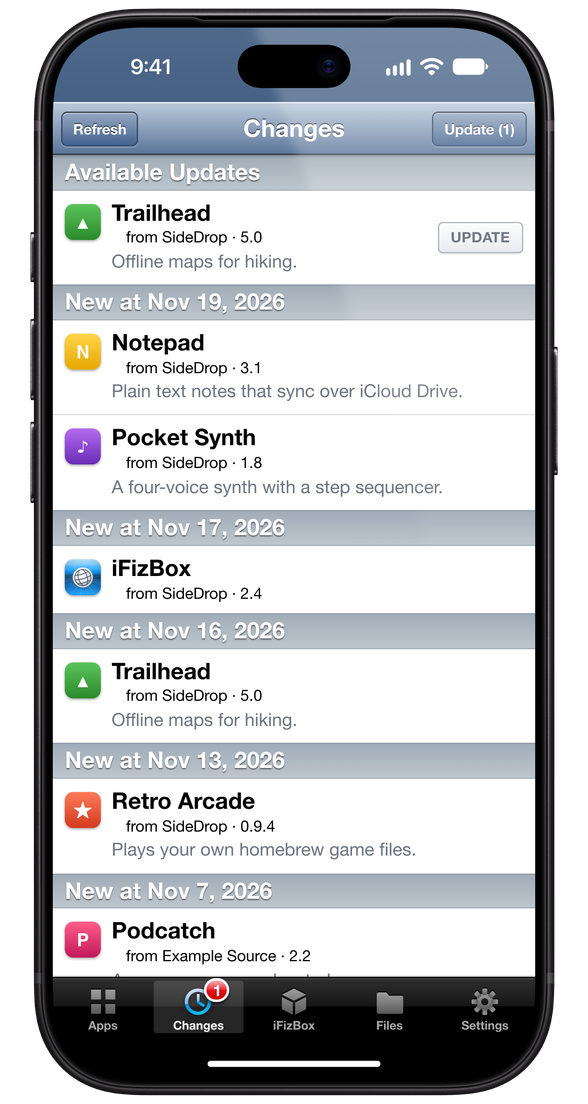 9:41
Refresh
Changes
Update (1)
Available Updates
Trailhead
from SideDrop · 5.0
UPDATE
Offline maps for hiking.
New at Nov 19, 2026
N
Notepad
from SideDrop · 3.1
Plain text notes that sync over iCloud Drive.
Pocket Synth
from SideDrop · 1.8
A four-voice synth with a step sequencer.
New at Nov 17, 2026
iFizBox
from SideDrop · 2.4
New at Nov 16, 2026
Trailhead
from SideDrop · 5.0
Offline maps for hiking.
New at Nov 13, 2026
Retro Arcade
from SideDrop · 0.9.4
Plays your own homebrew game files.
New at Nov 7, 2026
P
Podcatch
from Example Source · 2.2
1
Apps
Changes
iFizBox
Files
Settings